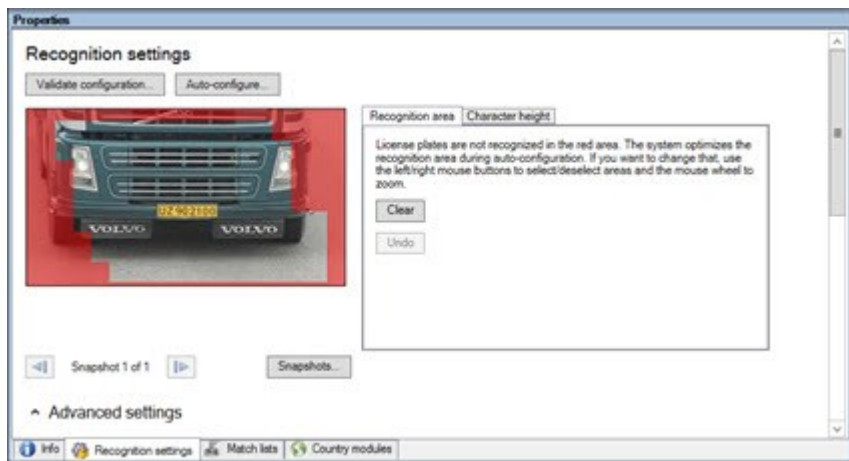 Properties
Recognition settings
Validate configuration... Auto-configure...
Recognition area Character height
License plates are not recognized in the red area. The system optimizes the
recognition area during auto-configuration. If you want to change that, use
the left/right mouse buttons to select/deselect areas and the mouse wheel to
zoom.
Clear
Undo
UZ 902100
VOLVO VOLVO
Snapshot 1 of 1 Snapshots...
Advanced settings
Info Recognition settings Match lists Country modules